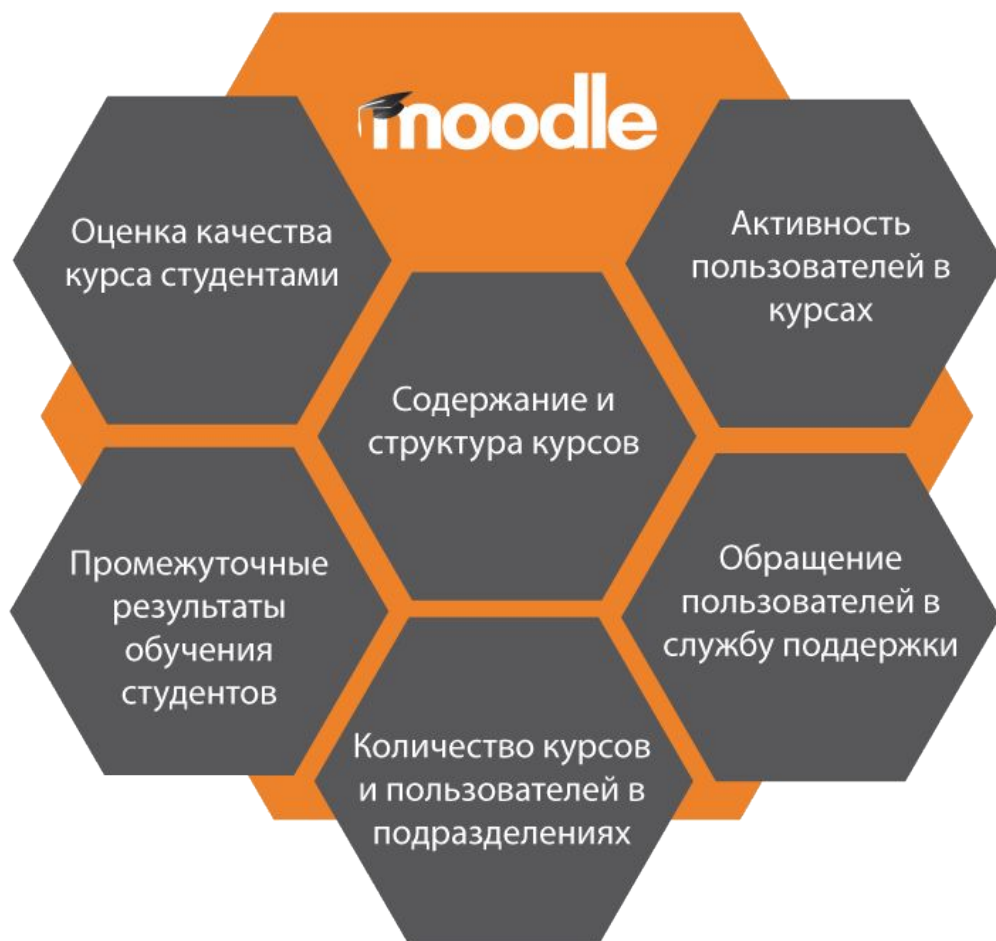 moodle
Оценка качества
курса студентами
Активность
пользователей в
курсах
Содержание и
структура курсов
Промежуточные
результаты
обучения
студентов
Обращение
пользователей в
службу поддержки
Количество курсов
и пользователей в
подразделениях